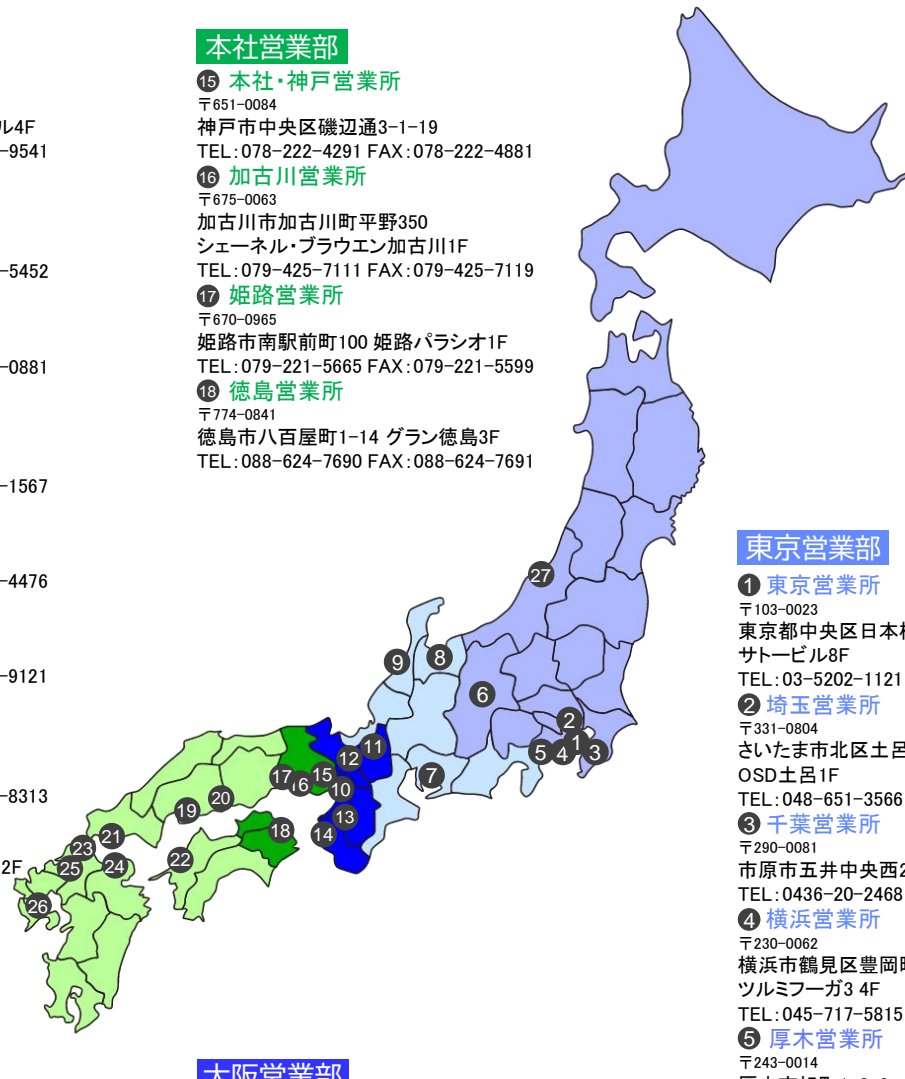 ル4F
-9541
-5452
-0881
-1567
-4476
-9121
-8313
2F
本社営業部
⑮ 本社・神戸営業所
〒651-0084
神戸市中央区磯辺通3-1-19
TEL:078-222-4291 FAX:078-222-4881
⑯ 加古川営業所
〒675-0063
加古川市加古川町平野350
シェーネル・ブラウエン加古川1F
TEL:079-425-7111 FAX:079-425-7119
⑰ 姫路営業所
〒670-0965
姫路市南駅前町100 姫路パラシオ1F
TEL:079-221-5665 FAX:079-221-5599
⑱ 徳島営業所
〒774-0841
徳島市八百屋町1-14 グラン徳島3F
TEL:088-624-7690 FAX:088-624-7691
27
9
8
6
2
1
5
4
3
7
11
12
17
16
15
10
13
14
18
20
19
21
23
22
25
24
26
東京営業部
❶ 東京営業所
〒103-0023
東京都中央区日本橋
サトービル8F
TEL:03-5202-1121
❷ 埼玉営業所
〒331-0804
さいたま市北区土呂
OSD土呂1F
TEL:048-651-3566
❸ 千葉営業所
〒290-0081
市原市五井中央西2
TEL:0436-20-2468
❹ 横浜営業所
〒230-0062
横浜市鶴見区豊岡町
ツルミフーガ3 4F
TEL:045-717-5815
❺ 厚木営業所
〒243-0014
大阪営業部